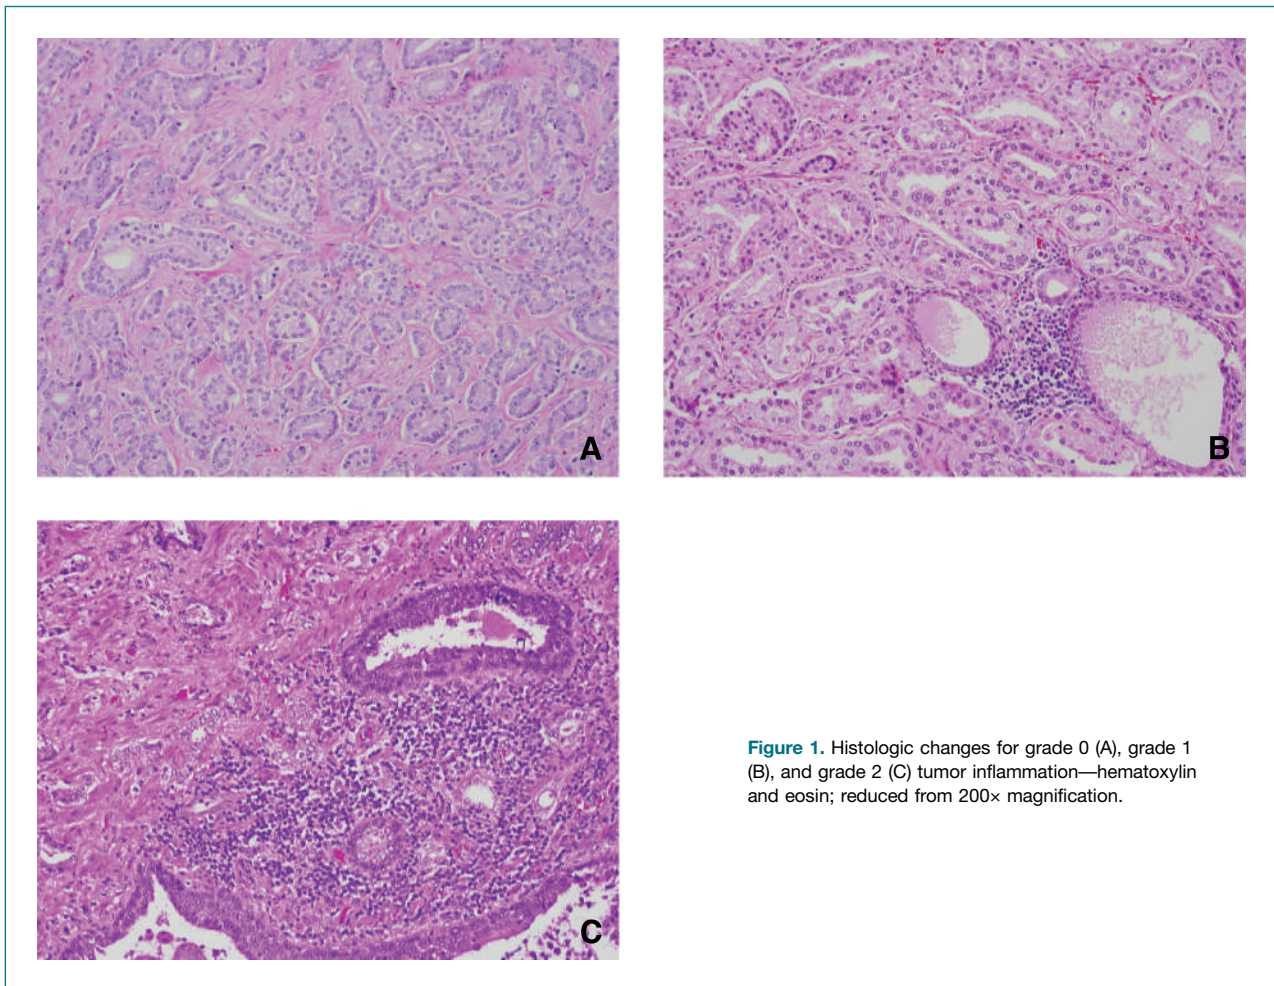 A
B
C
Figure 1. Histologic changes for grade 0 (A), grade 1
(B), and grade 2 (C) tumor inflammation—hematoxylin
and eosin; reduced from 200× magnification.